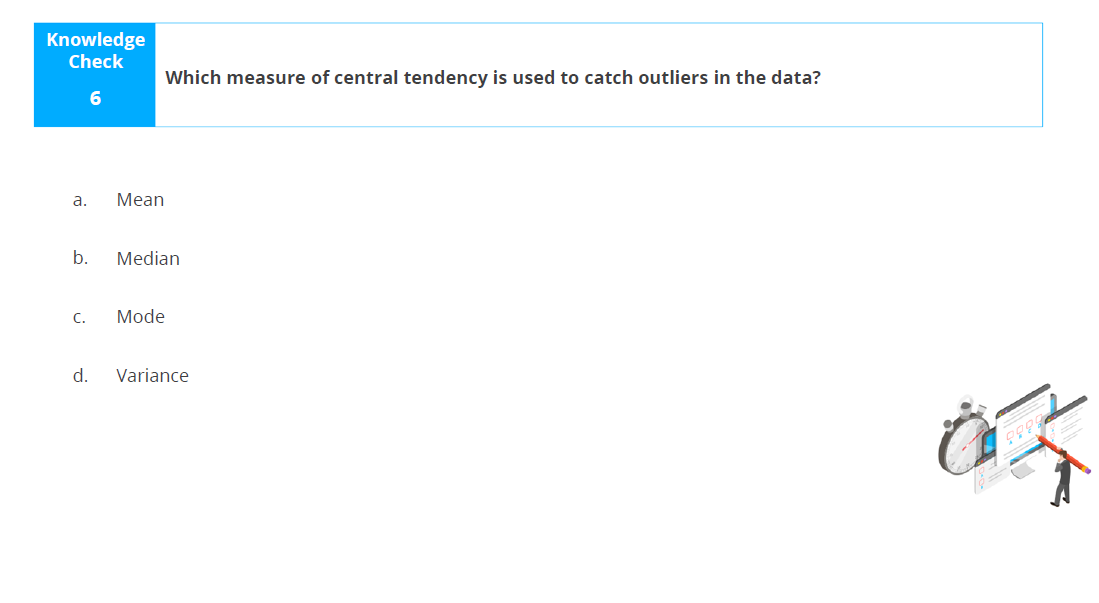 Knowledge
Check
6
Which measure of central tendency is used to catch outliers in the data?
a. Mean
b. Median
c. Mode
d. Variance